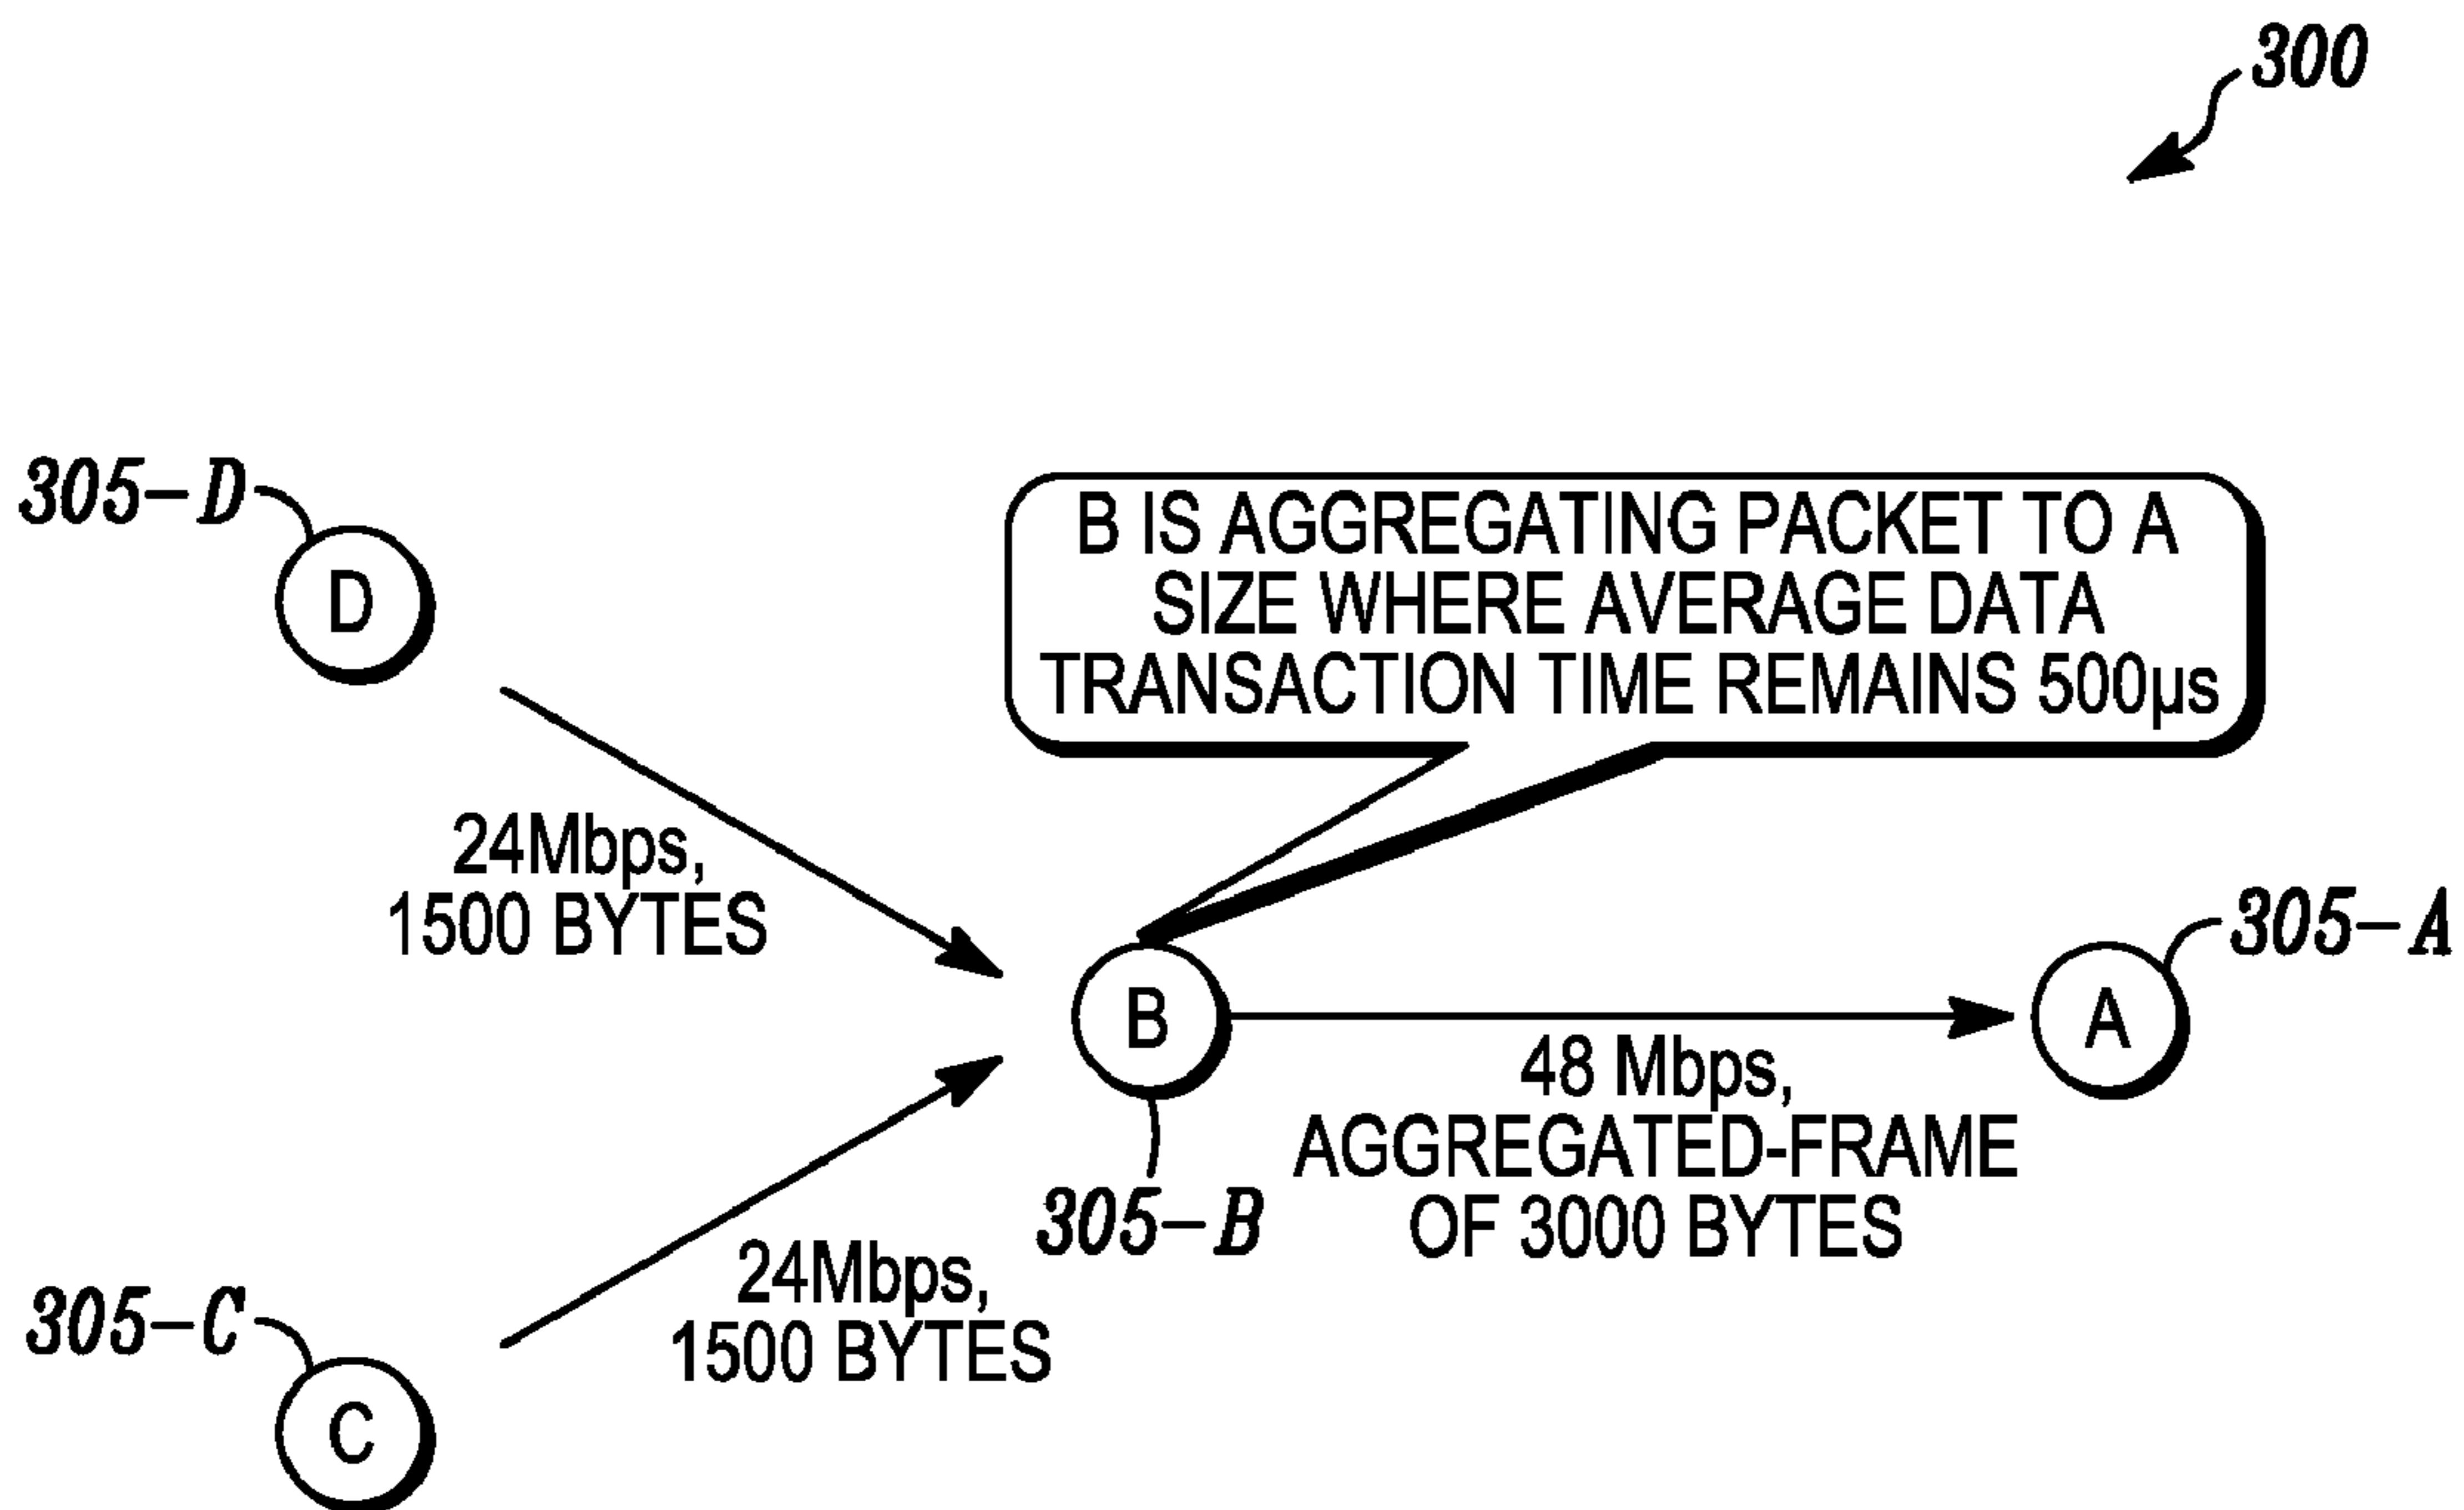 300
305-D
D
B IS AGGREGATING PACKET TO A
SIZE WHERE AVERAGE DATA
TRANSACTION TIME REMAINS 500µs
24Mbps,
1500 BYTES
305-A
A
B
48 Mbps,
AGGREGATED-FRAME
OF 3000 BYTES
305-B
24Mbps,
1500 BYTES
305-C
C